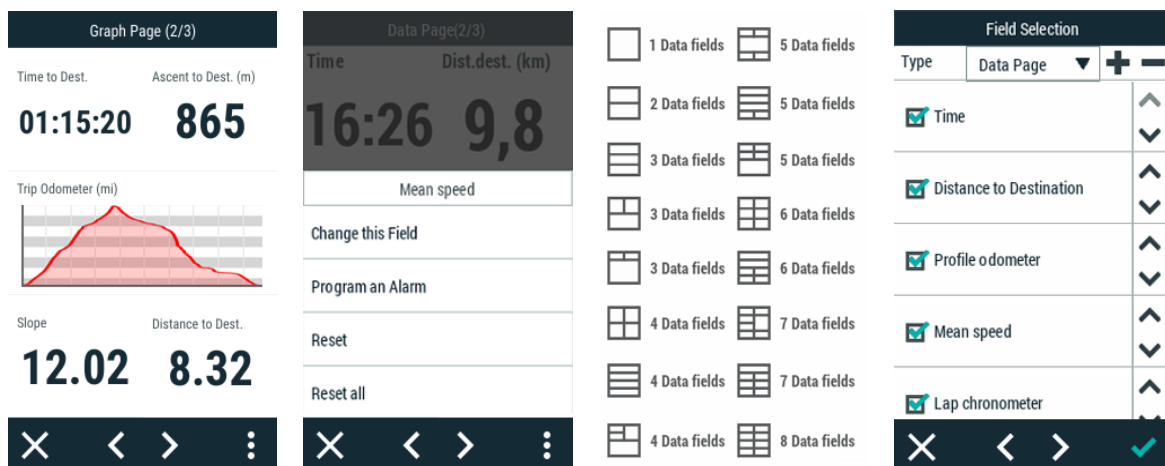 Graph Page (2/3)
Time to Dest. Ascent to Dest. (m)
01:15:20 865
Trip Odometer (mi)
Slope Distance to Dest.
12.02 8.32
Data Page(2/3)
Time Dist.dest. (km)
16:26 9,8
Mean speed
Change this Field
Program an Alarm
Reset
Reset all
1 Data fields 5 Data fields
2 Data fields 5 Data fields
3 Data fields 5 Data fields
3 Data fields 6 Data fields
3 Data fields 6 Data fields
4 Data fields 7 Data fields
4 Data fields 7 Data fields
4 Data fields 8 Data fields
Field Selection
Type Data Page
Time
Distance to Destination
Profile odometer
Mean speed
Lap chronometer